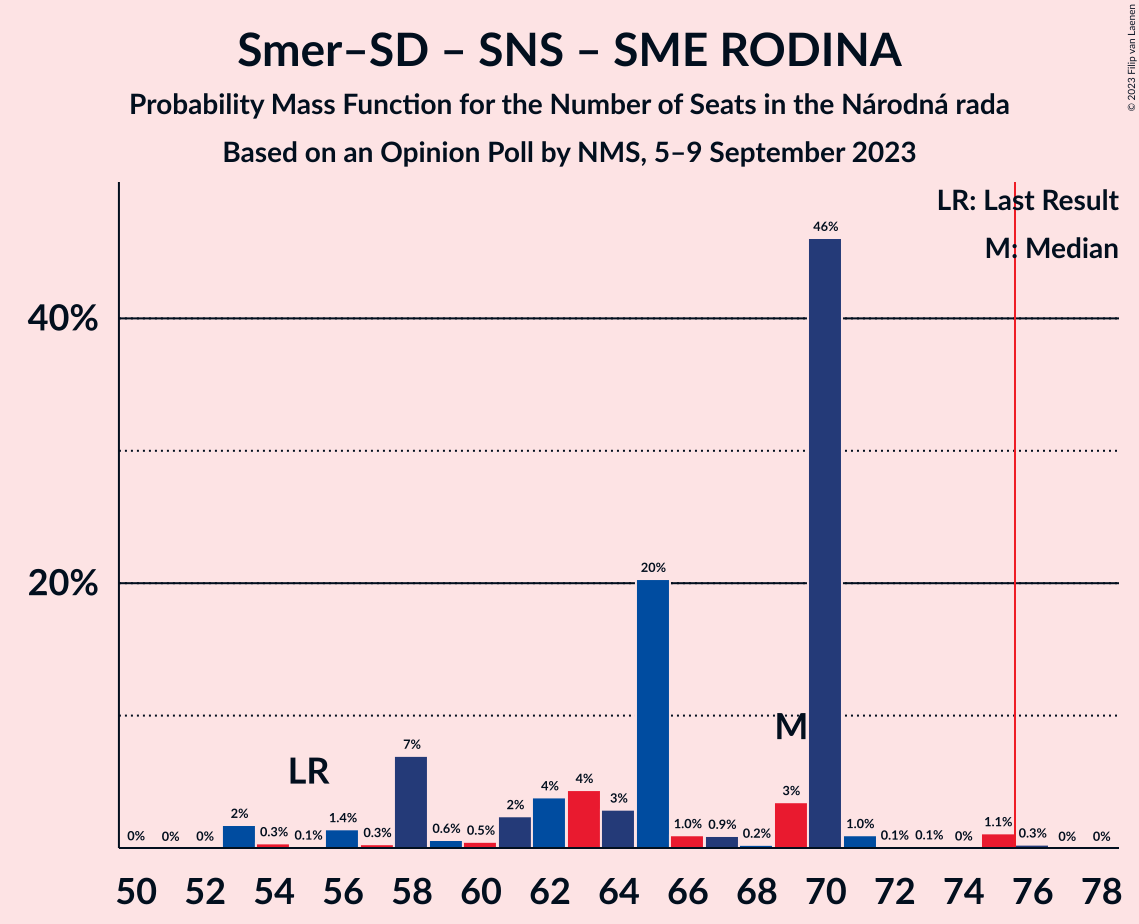 Smer–SD – SNS – SME RODINA
Probability Mass Function for the Number of Seats in the Národná rada
Based on an Opinion Poll by NMS, 5–9 September 2023
© 2023 Filip van Laenen
LR: Last Result
M: Median
40%
20%
0% 0% 0% 2% 0.3% 0.1% 1.4% 0.3% 7% 0.6% 0.5% 2% 4% 4% 3% 20% 1.0% 0.9% 0.2% 3% 46% 1.0% 0.1% 0.1% 0% 1.1% 0.3% 0% 0%
LR
M
50 52 54 56 58 60 62 64 66 68 70 72 74 76 78